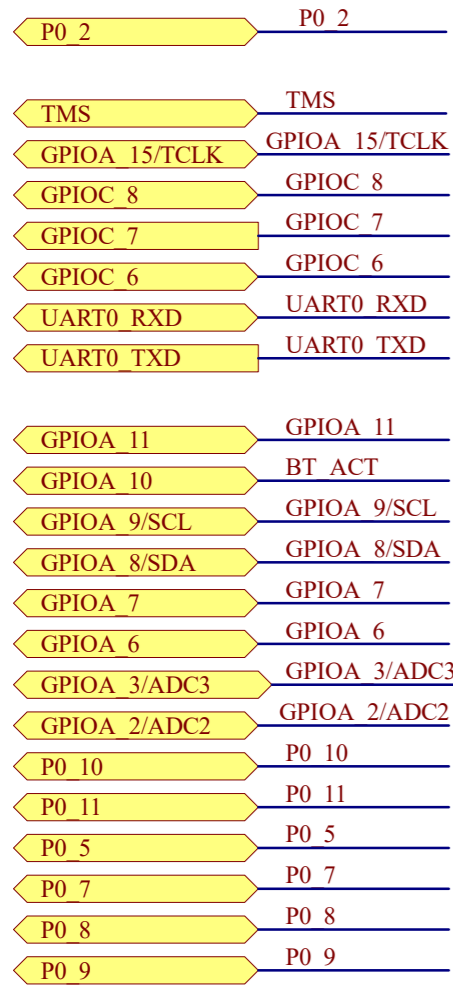 P0_2 P0_2
TMS TMS
GPIOA_15/TCLK GPIOA_15/TCLK
GPIOC_8 GPIOC_8
GPIOC_7 GPIOC_7
GPIOC_6 GPIOC_6
UART0_RXD UART0_RXD
UART0_TXD UART0_TXD
GPIOA_11 GPIOA_11
GPIOA_10 BT_ACT
GPIOA_9/SCL GPIOA_9/SCL
GPIOA_8/SDA GPIOA_8/SDA
GPIOA_7 GPIOA_7
GPIOA_6 GPIOA_6
GPIOA_3/ADC3 GPIOA_3/ADC3
GPIOA_2/ADC2 GPIOA_2/ADC2
P0_10 P0_10
P0_11 P0_11
P0_5 P0_5
P0_7 P0_7
P0_8 P0_8
P0_9 P0_9